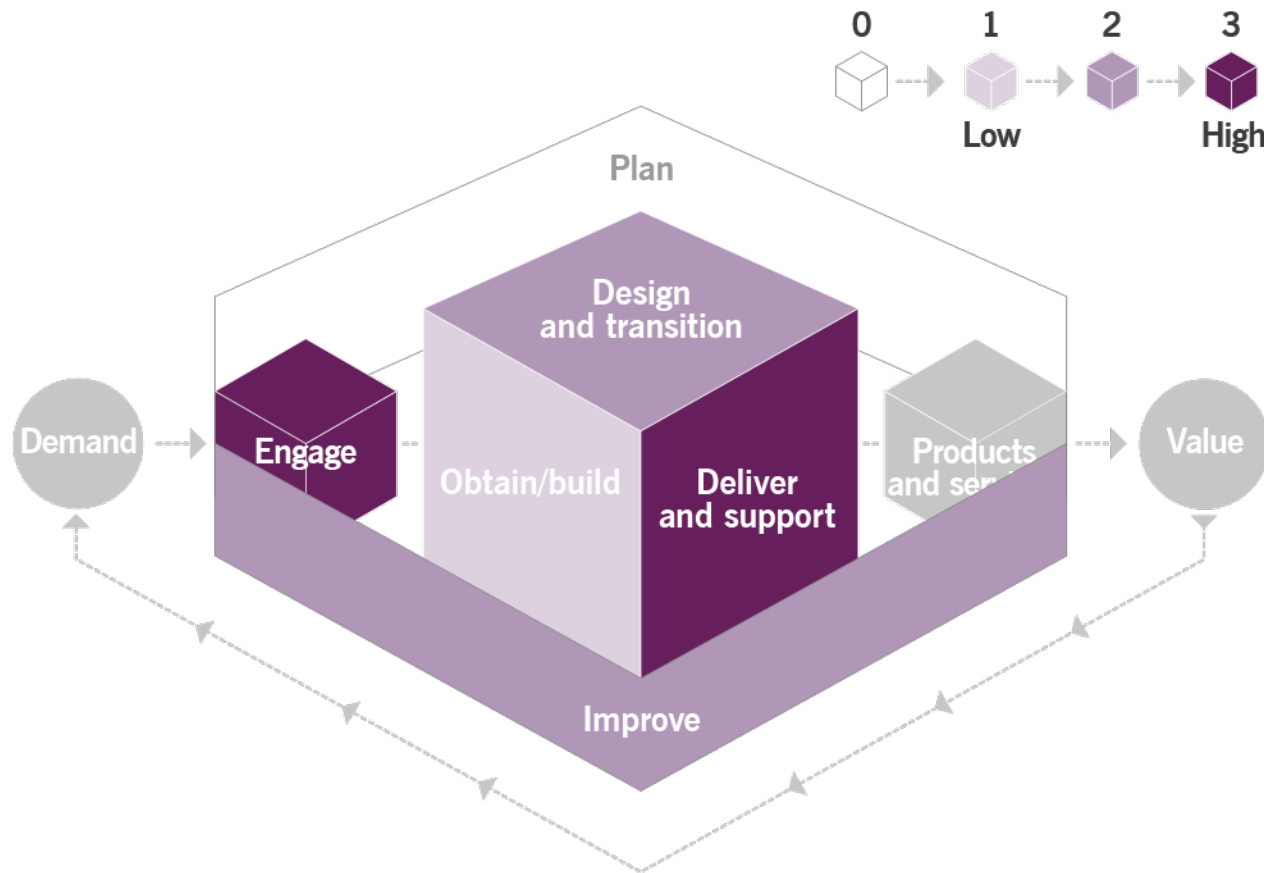 0 1 2 3
Low High
Plan
Design
and transition
Demand
Engage
Obtain/build
Deliver
and support
Products
and
Value
Improve